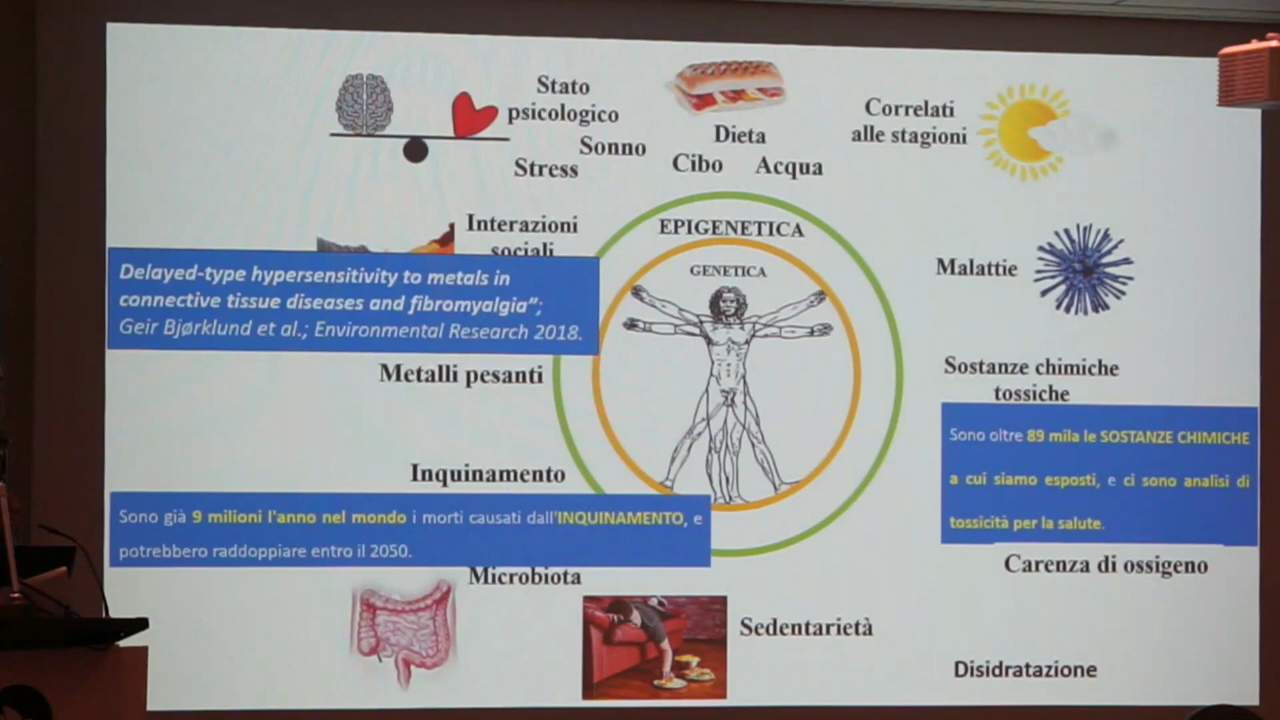 Stato
psicologico
Sonno
Stress
Dieta
Cibo Acqua
Correlati
alle stagioni
Interazioni
sociali
EPIGENETICA
GENETICA
Malattie
Delayed-type hypersensitivity to metals in
connective tissue diseases and fibromyalgia”;
Geir Bjørklund et al.; Environmental Research 2018.
Metalli pesanti
Sostanze chimiche
tossiche
Sono oltre 89 mila le SOSTANZE CHIMICHE
a cui siamo esposti, e ci sono analisi di
tossicità per la salute.
Inquinamento
Sono già 9 milioni l'anno nel mondo i morti causati dall'INQUINAMENTO, e
potrebbero raddoppiare entro il 2050.
Carenza di ossigeno
Microbiota
Sedentarietà
Disidratazione